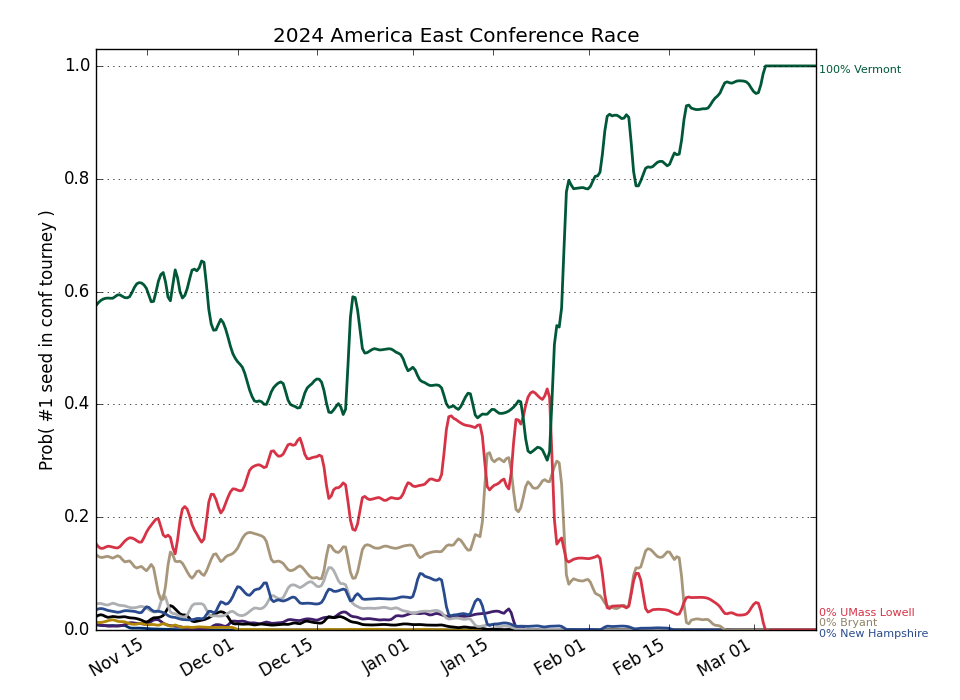 2024 America East Conference Race
Prob( #1 seed in conf tourney )
1.0
0.8
0.6
0.4
0.2
0.0
Nov 15
Dec 01
Dec 15
Jan 01
Jan 15
Feb 01
Feb 15
Mar 01
100% Vermont
0% UMass Lowell
0% Bryant
0% New Hampshire